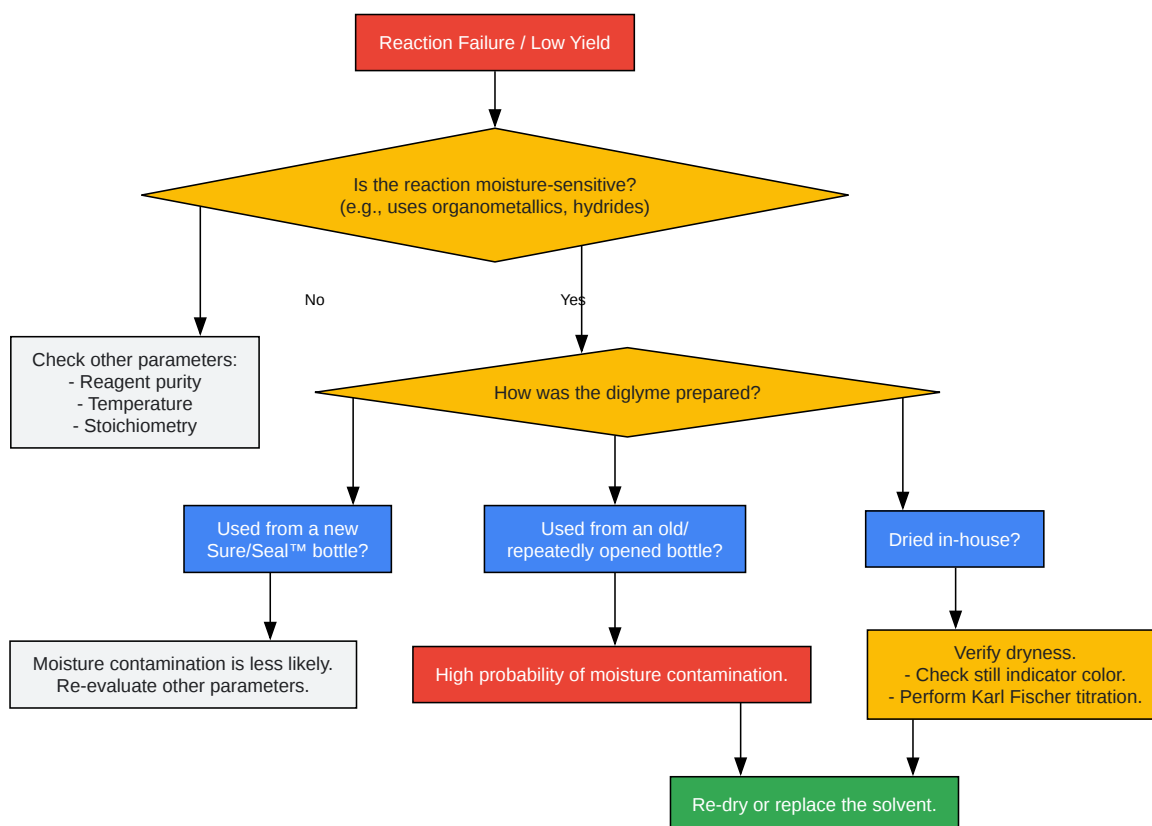 Reaction Failure / Low Yield
Is the reaction moisture-sensitive?
(e.g., uses organometallics, hydrides)
No
Yes
Check other parameters:
- Reagent purity
- Temperature
- Stoichiometry
How was the diglyme prepared?
Used from a new
Sure/Seal™ bottle?
Used from an old/
repeatedly opened bottle?
Dried in-house?
Moisture contamination is less likely.
Re-evaluate other parameters.
High probability of moisture contamination.
Verify dryness.
- Check still indicator color.
- Perform Karl Fischer titration.
Re-dry or replace the solvent.